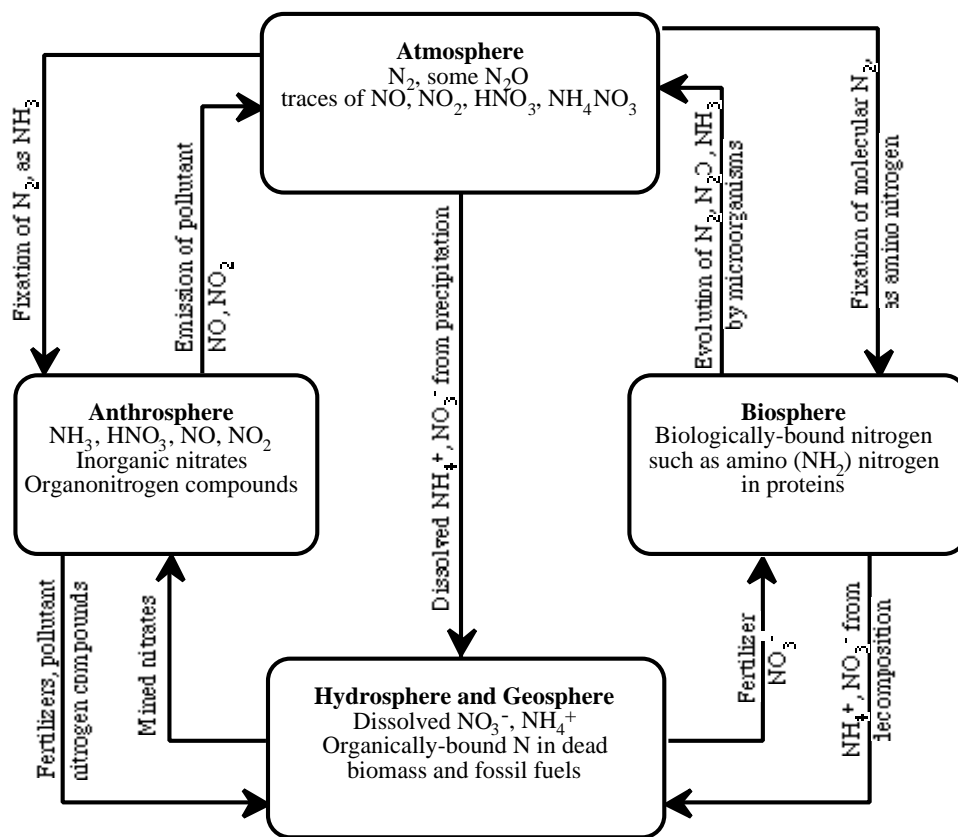 Atmosphere
N₂, some N₂O
traces of NO, NO₂, HNO₃, NH₄NO₃
Fixation of N₂, as NH₃
Emission of pollutant
NO, NO₂
Dissolved NH₄⁺, NO₃⁻ from precipitation
Evolution of N₂, N₂O, NH₃
by microorganisms
Fixation of molecular N₂,
as amino nitrogen
Anthrosphere
NH₃, HNO₃, NO, NO₂
Inorganic nitrates
Organonitrogen compounds
Biosphere
Biologically-bound nitrogen
such as amino (NH₂) nitrogen
in proteins
Fertilizers, pollutant
nitrogen compounds
Mined nitrates
Fertilizer
NO₃⁻
NH₄⁺, NO₃⁻ from
decomposition
Hydrosphere and Geosphere
Dissolved NO₃⁻, NH₄⁺
Organically-bound N in dead
biomass and fossil fuels